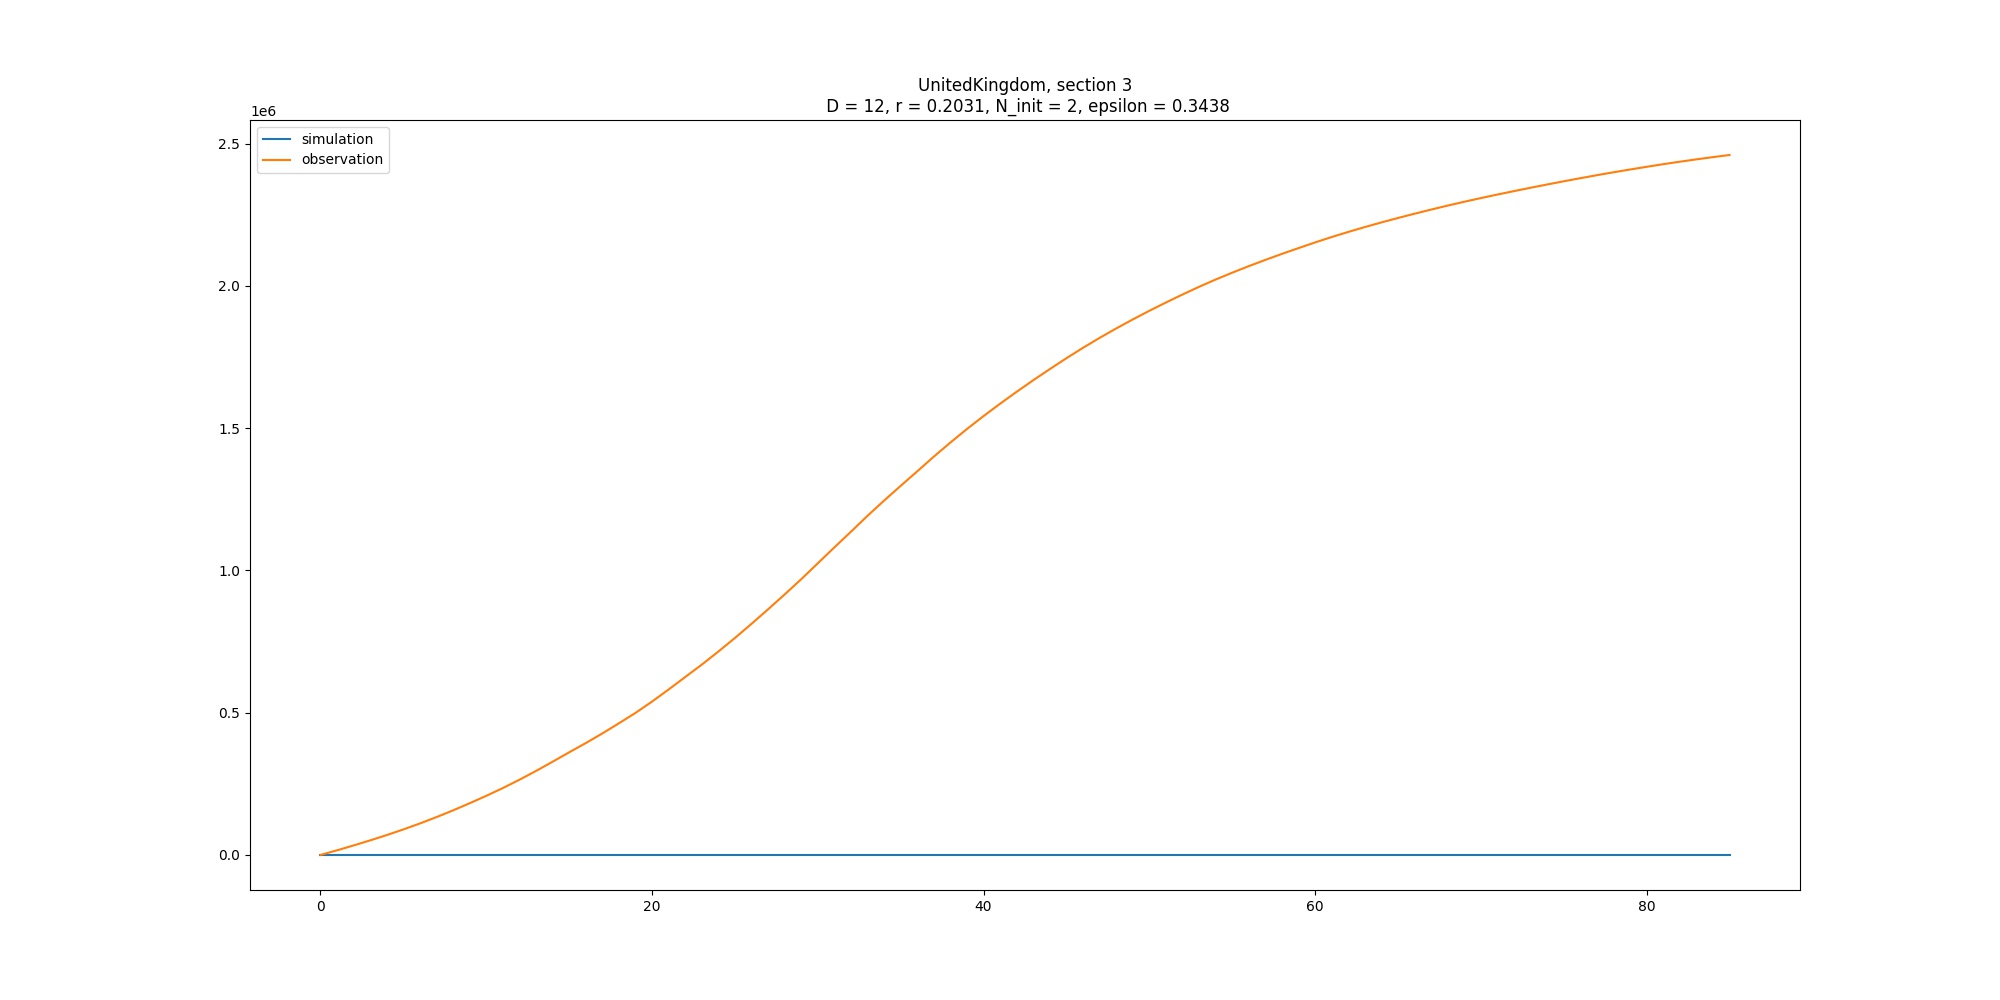 UnitedKingdom, section 3
D = 12, r = 0.2031, N_init = 2, epsilon = 0.3438
1e6
simulation
observation
2.5
2.0
1.5
1.0
0.5
0.0
0 20 40 60 80